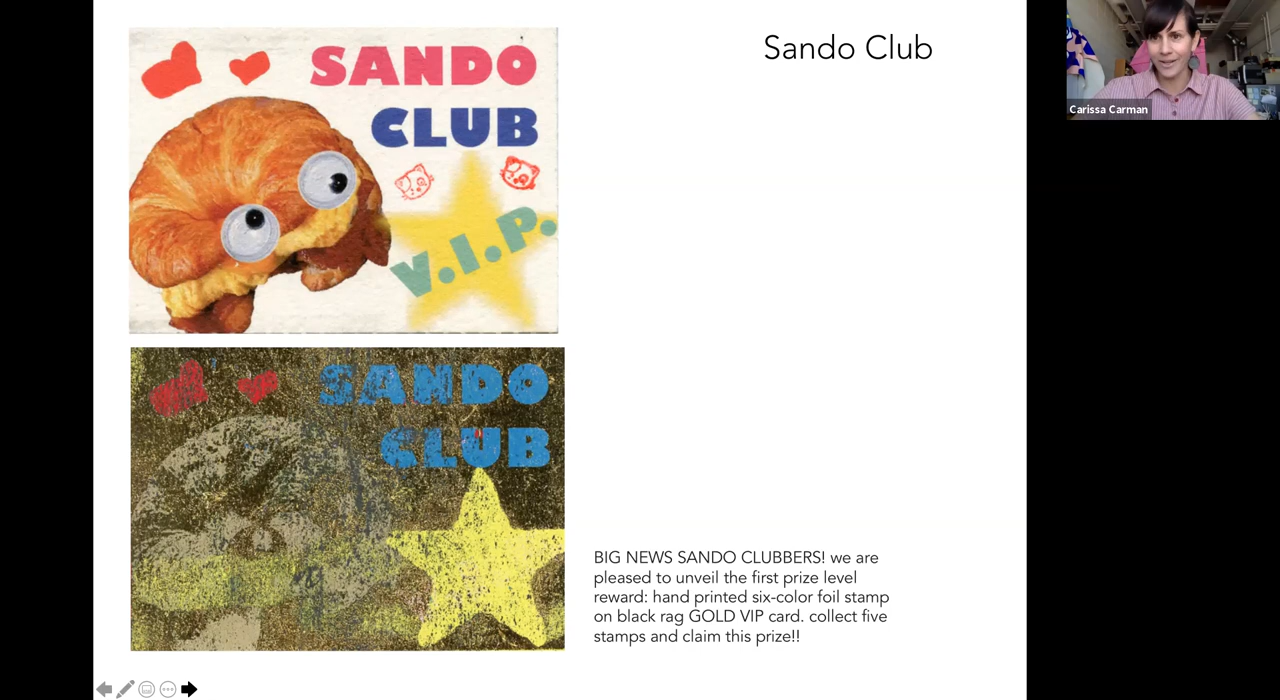 SANDO
CLUB
V.I.P.
SANDO
CLUB
Sando Club
BIG NEWS SANDO CLUBBERS! we are
pleased to unveil the first prize level
reward: hand printed six-color foil stamp
on black rag GOLD VIP card. collect five
stamps and claim this prize!!
Carissa Carman